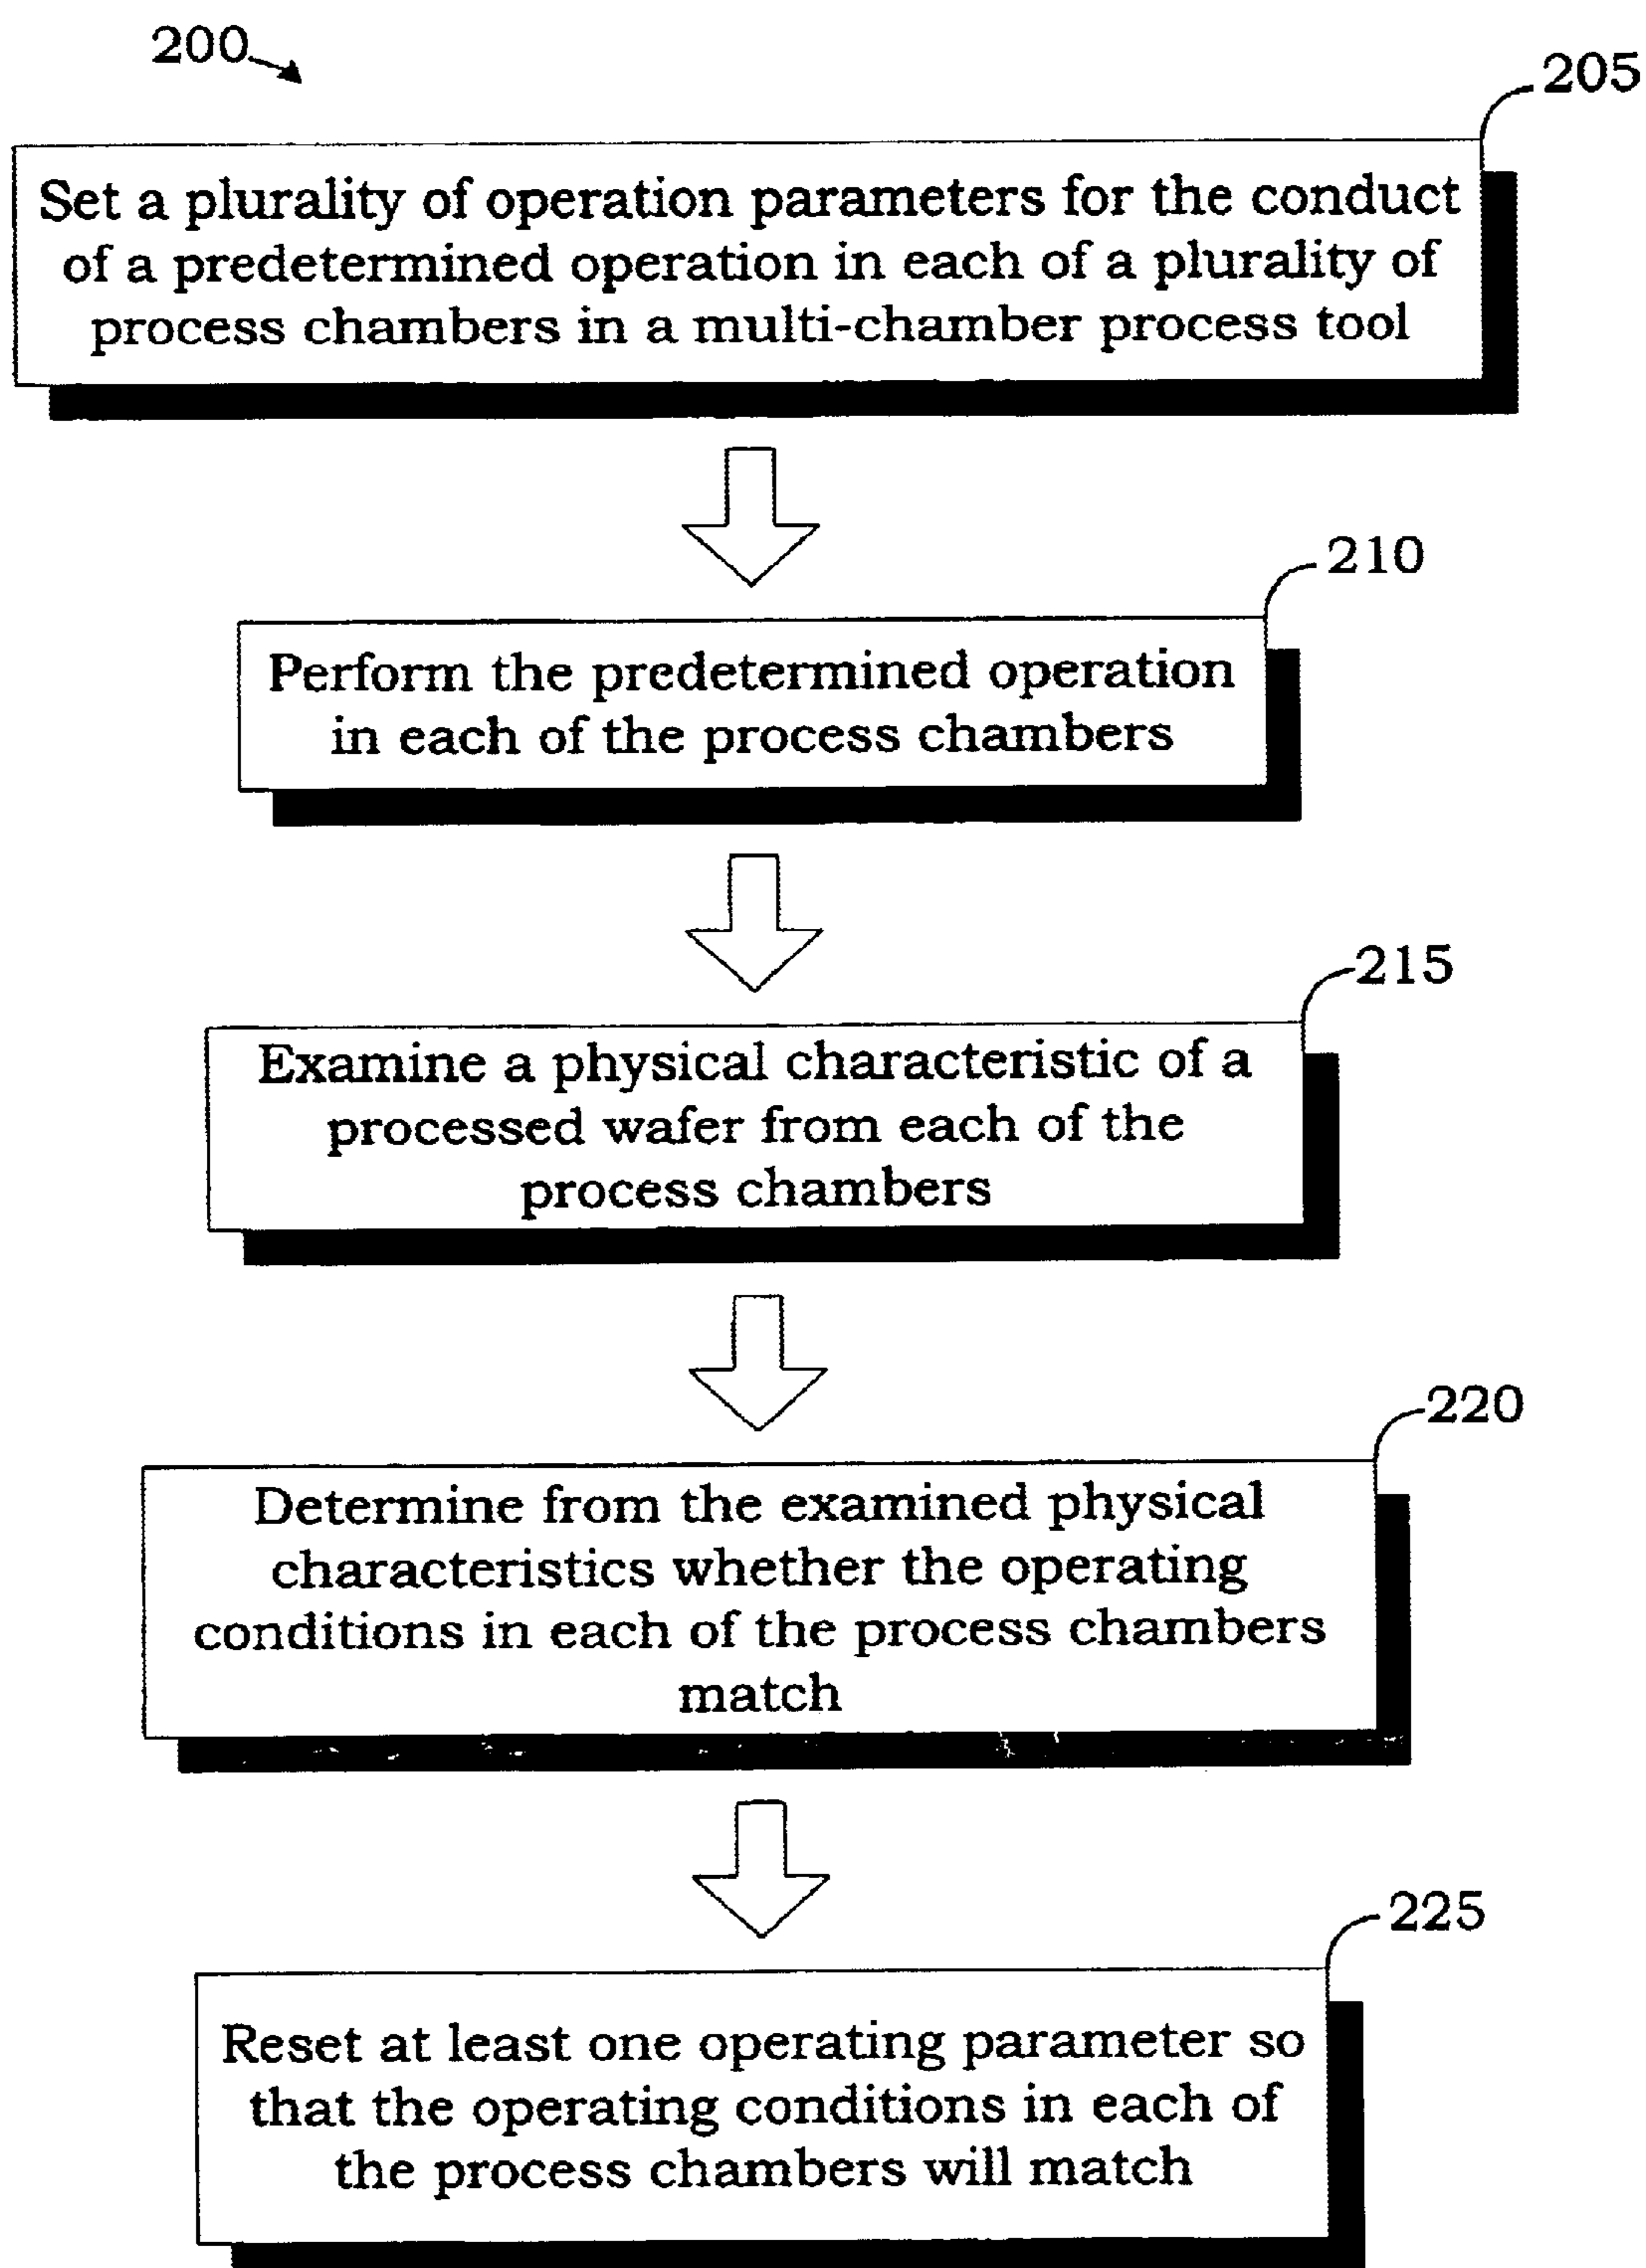 200
205
Set a plurality of operation parameters for the conduct
of a predetermined operation in each of a plurality of
process chambers in a multi-chamber process tool
210
Perform the predetermined operation
in each of the process chambers
215
Examine a physical characteristic of a
processed wafer from each of the
process chambers
220
Determine from the examined physical
characteristics whether the operating
conditions in each of the process chambers
match
225
Reset at least one operating parameter so
that the operating conditions in each of
the process chambers will match